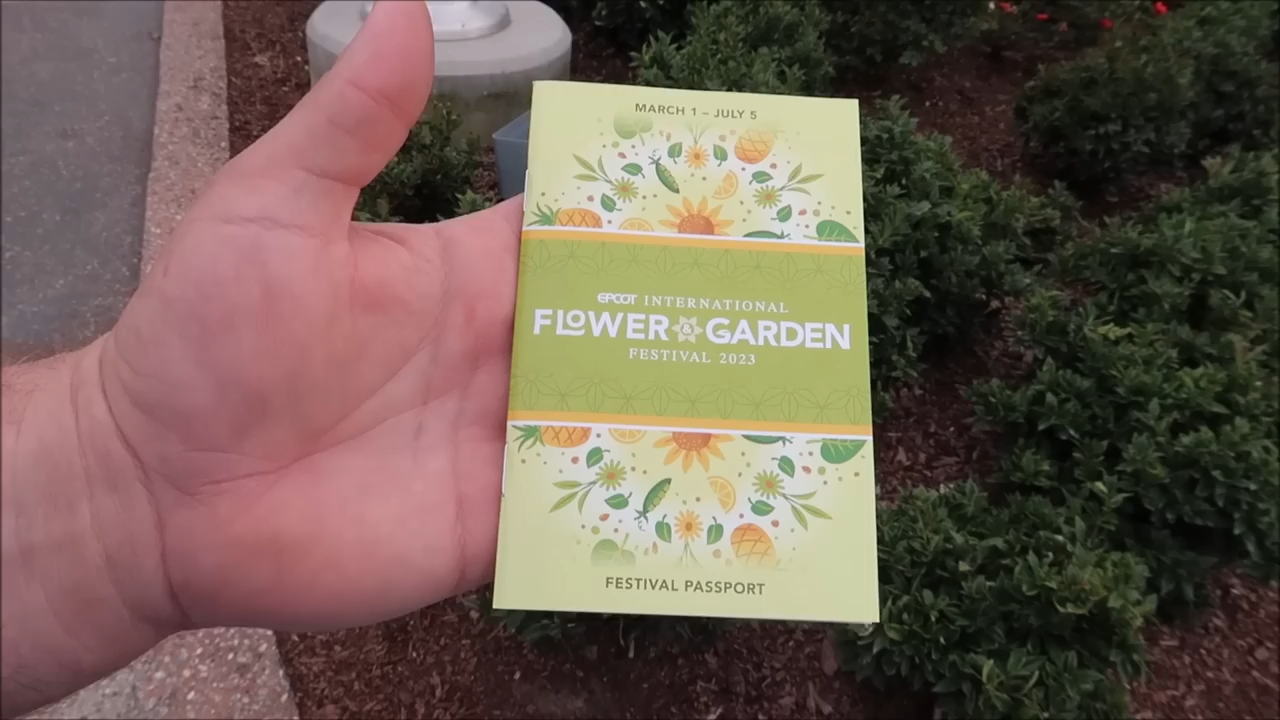 MARCH 1 – JULY 5
EPCOT INTERNATIONAL
FLOWER & GARDEN
FESTIVAL 2023
FESTIVAL PASSPORT